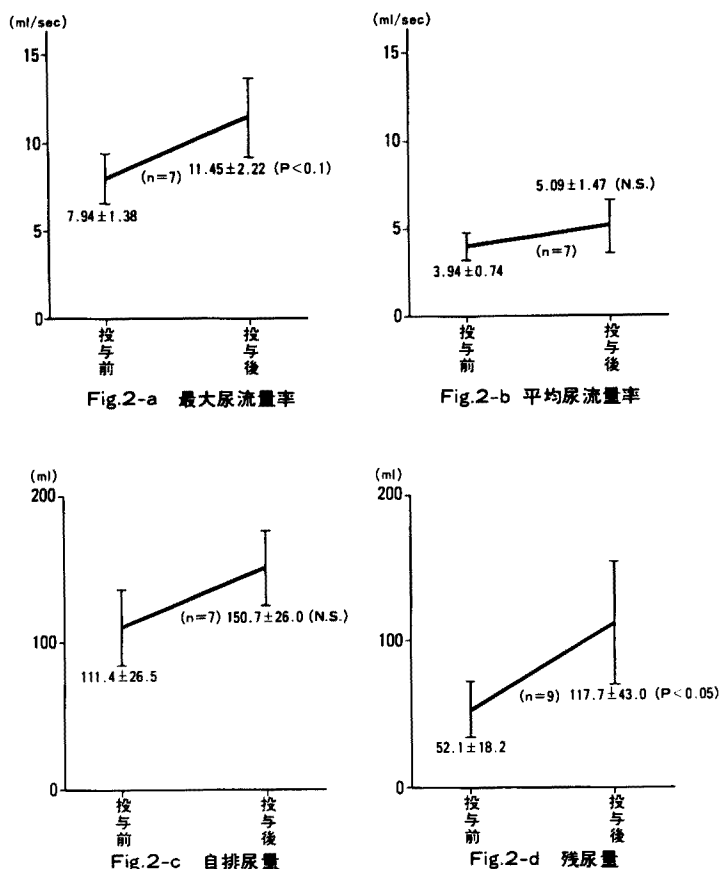 (ml/sec)
15
10
5
0
7.94±1.38
(n=7)
11.45±2.22 (P<0.1)
投与前
投与後
Fig.2-a 最大尿流量率
(ml/sec)
15
10
5
0
3.94±0.74
(n=7)
5.09±1.47 (N.S.)
投与前
投与後
Fig.2-b 平均尿流量率
(ml)
200
100
0
111.4±26.5
(n=7) 150.7±26.0 (N.S.)
投与前
投与後
Fig.2-c 自排尿量
(ml)
200
100
0
52.1±18.2
(n=9) 117.7±43.0 (P<0.05)
投与前
投与後
Fig.2-d 残尿量